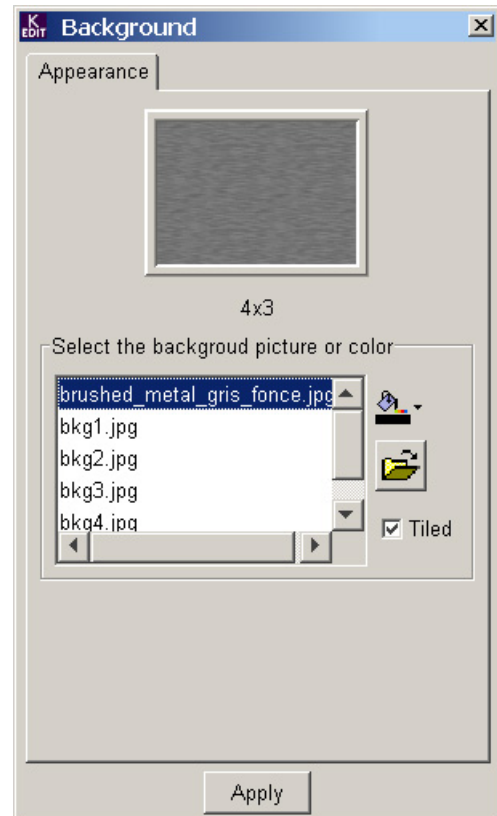 K
EDIT
Background
Appearance
4x3
Select the backgroud picture or color
brushed_metal_gris_fonce.jpg
bkg1.jpg
bkg2.jpg
bkg3.jpg
bkg4.jpg
Tiled
Apply